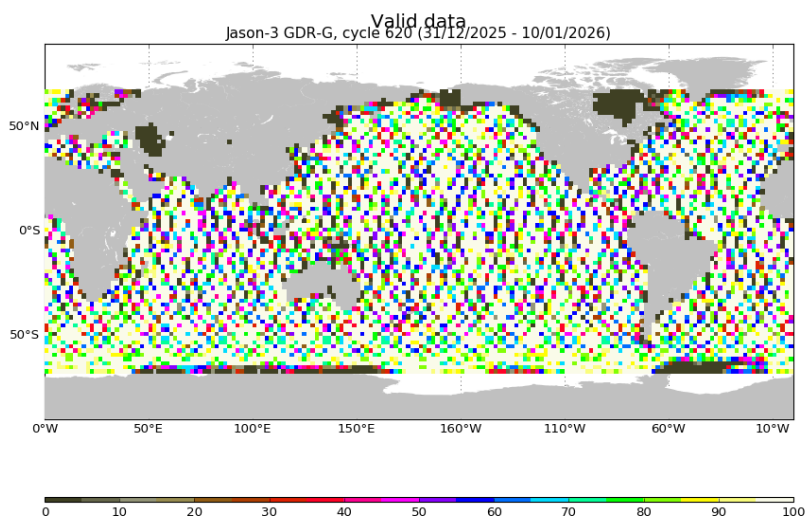 Valid data
Jason-3 GDR-G, cycle 620 (31/12/2025 - 10/01/2026)
50°N
0°S
50°S
0°W 50°E 100°E 150°E 160°W 110°W 60°W 10°W
0 10 20 30 40 50 60 70 80 90 100